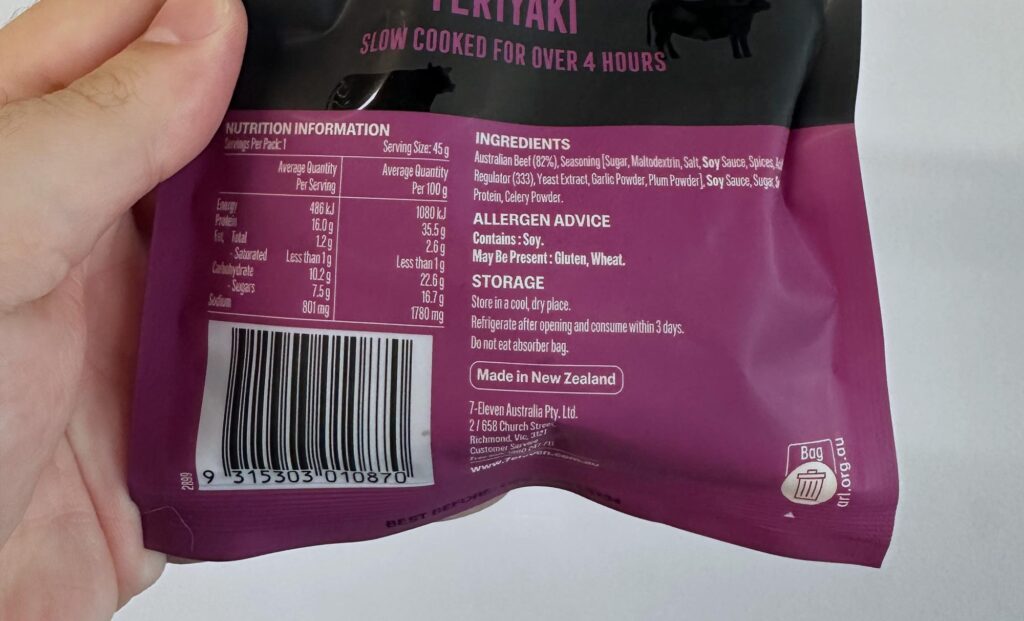 TERIYAKI
SLOW COOKED FOR OVER 4 HOURS
NUTRITION INFORMATION
Servings Per Pack: 1 Serving Size: 45 g
Average Quantity Per Serving Average Quantity Per 100 g
Energy 486 kJ 1080 kJ
Protein 16.0 g 35.5 g
Fat, Total 1.2 g 2.6 g
- Saturated Less than 1 g Less than 1 g
Carbohydrate 10.2 g 22.6 g
- Sugars 7.5 g 16.7 g
Sodium 801 mg 1780 mg
9 315303 010870
2899
INGREDIENTS
Australian Beef (82%), Seasoning [Sugar, Maltodextrin, Salt, Soy Sauce, Spices,
Regulator (333), Yeast Extract, Garlic Powder, Plum Powder], Soy Sauce, Sugar,
Protein, Celery Powder.
ALLERGEN ADVICE
Contains : Soy.
May Be Present : Gluten, Wheat.
STORAGE
Store in a cool, dry place.
Refrigerate after opening and consume within 3 days.
Do not eat absorber bag.
Made in New Zealand
7-Eleven Australia Pty. Ltd.
2 / 658 Church Street
Richmond, Vic, 3121
Customer Service
www.7eleven.com.au
Bag
arl.org.au
BEST BEFORE